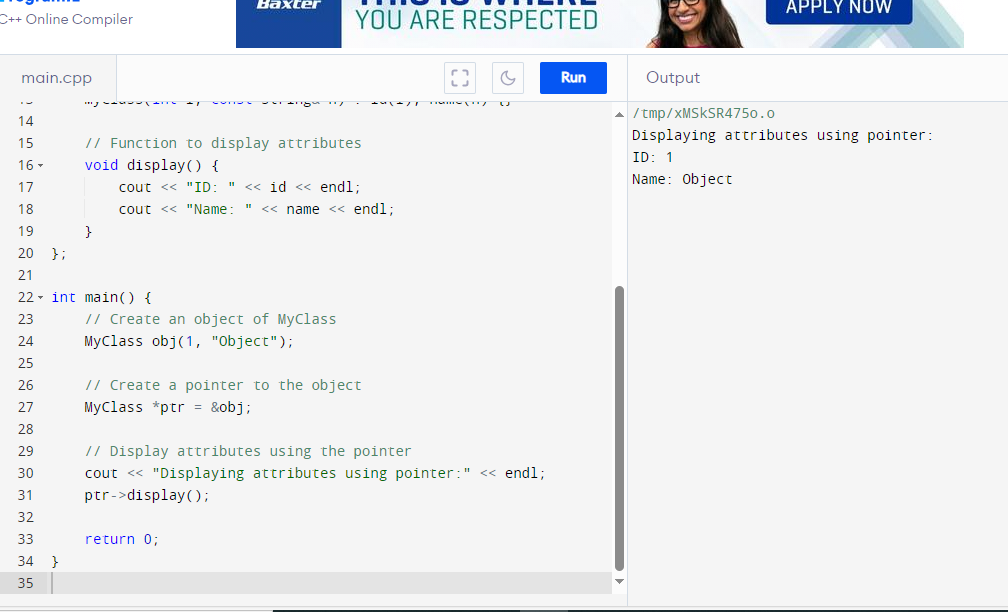 C++ Online Compiler
Baxter
THIS IS WHERE
YOU ARE RESPECTED
APPLY NOW
main.cpp
Run
Output
14
15 // Function to display attributes
16 void display() {
17 cout << "ID: " << id << endl;
18 cout << "Name: " << name << endl;
19 }
20 };
21
22 int main() {
23 // Create an object of MyClass
24 MyClass obj(1, "Object");
25
26 // Create a pointer to the object
27 MyClass *ptr = &obj;
28
29 // Display attributes using the pointer
30 cout << "Displaying attributes using pointer:" << endl;
31 ptr->display();
32
33 return 0;
34 }
35
/tmp/xMSkSR475o.o
Displaying attributes using pointer:
ID: 1
Name: Object